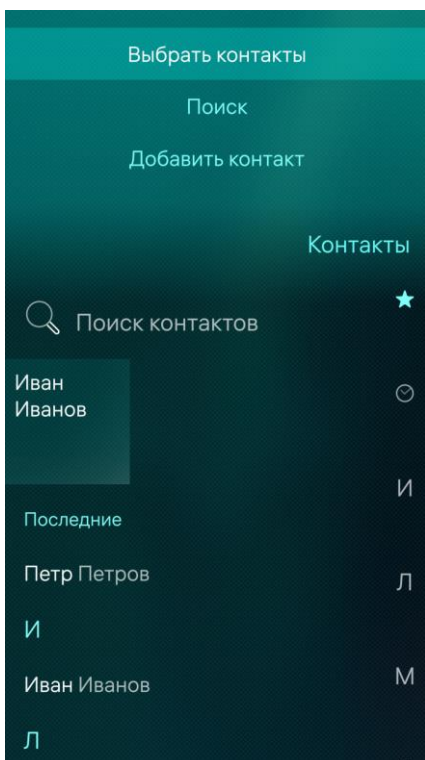 Выбрать контакты
Поиск
Добавить контакт
Контакты
Поиск контактов
Иван
Иванов
И
Последние
Петр Петров
Л
И
Иван Иванов
М
Л